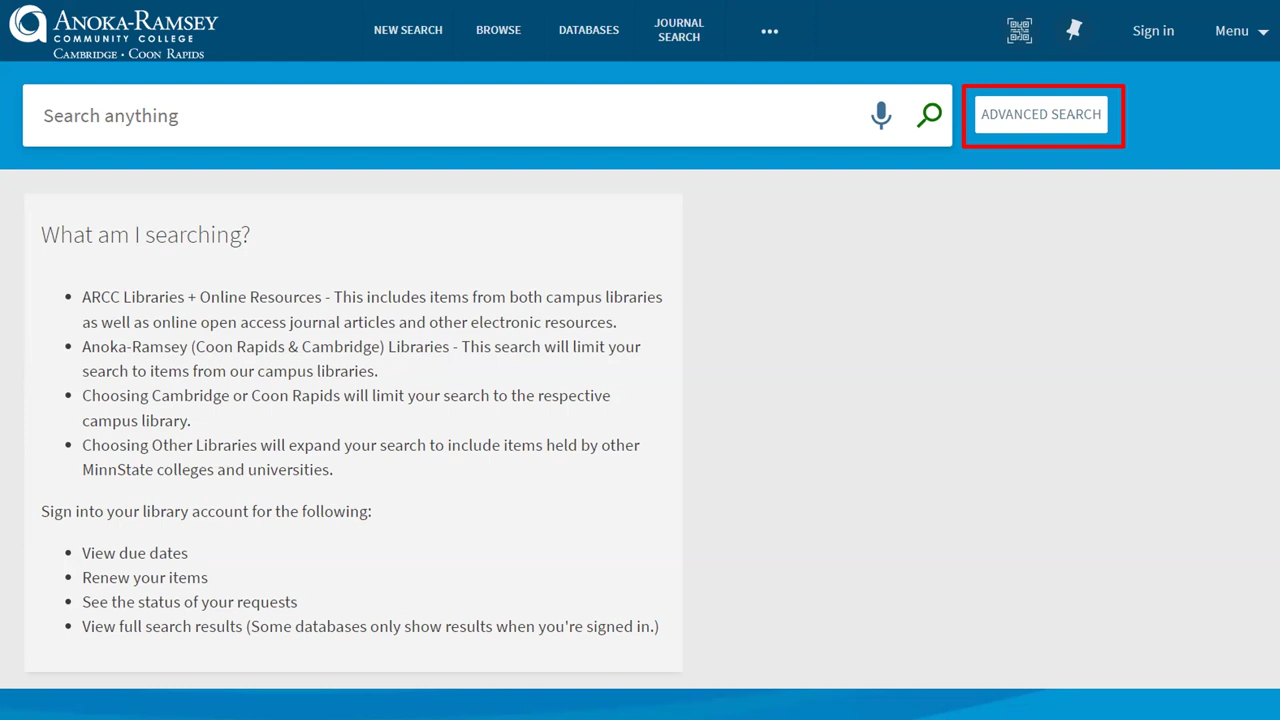 ANOKA-RAMSEY
COMMUNITY COLLEGE
CAMBRIDGE • COON RAPIDS
NEW SEARCH
BROWSE
DATABASES
JOURNAL
SEARCH
Sign in
Menu
Search anything
ADVANCED SEARCH
What am I searching?
• ARCC Libraries + Online Resources - This includes items from both campus libraries
as well as online open access journal articles and other electronic resources.
• Anoka-Ramsey (Coon Rapids & Cambridge) Libraries - This search will limit your
search to items from our campus libraries.
• Choosing Cambridge or Coon Rapids will limit your search to the respective
campus library.
• Choosing Other Libraries will expand your search to include items held by other
MinnState colleges and universities.
Sign into your library account for the following:
• View due dates
• Renew your items
• See the status of your requests
• View full search results (Some databases only show results when you're signed in.)